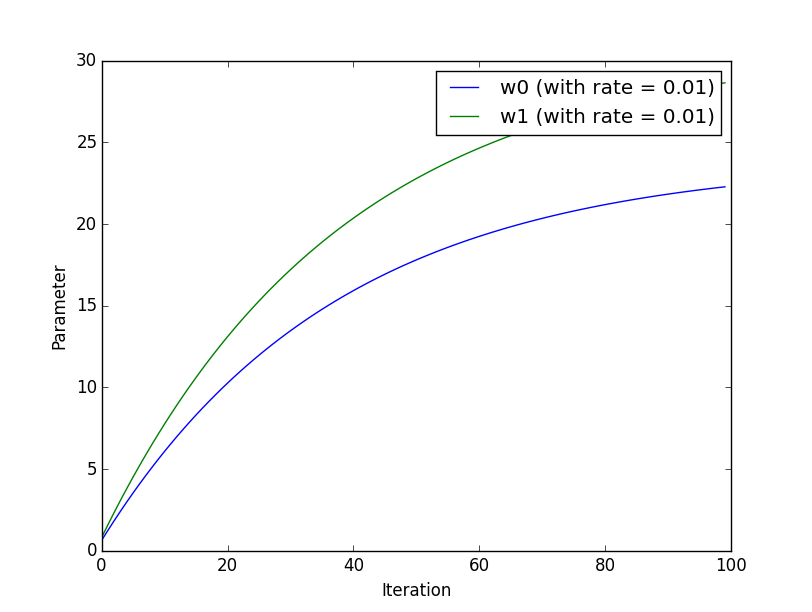 30
25
20
15
10
5
0
Parameter
w0 (with rate = 0.01)
w1 (with rate = 0.01)
0 20 40 60 80 100
Iteration